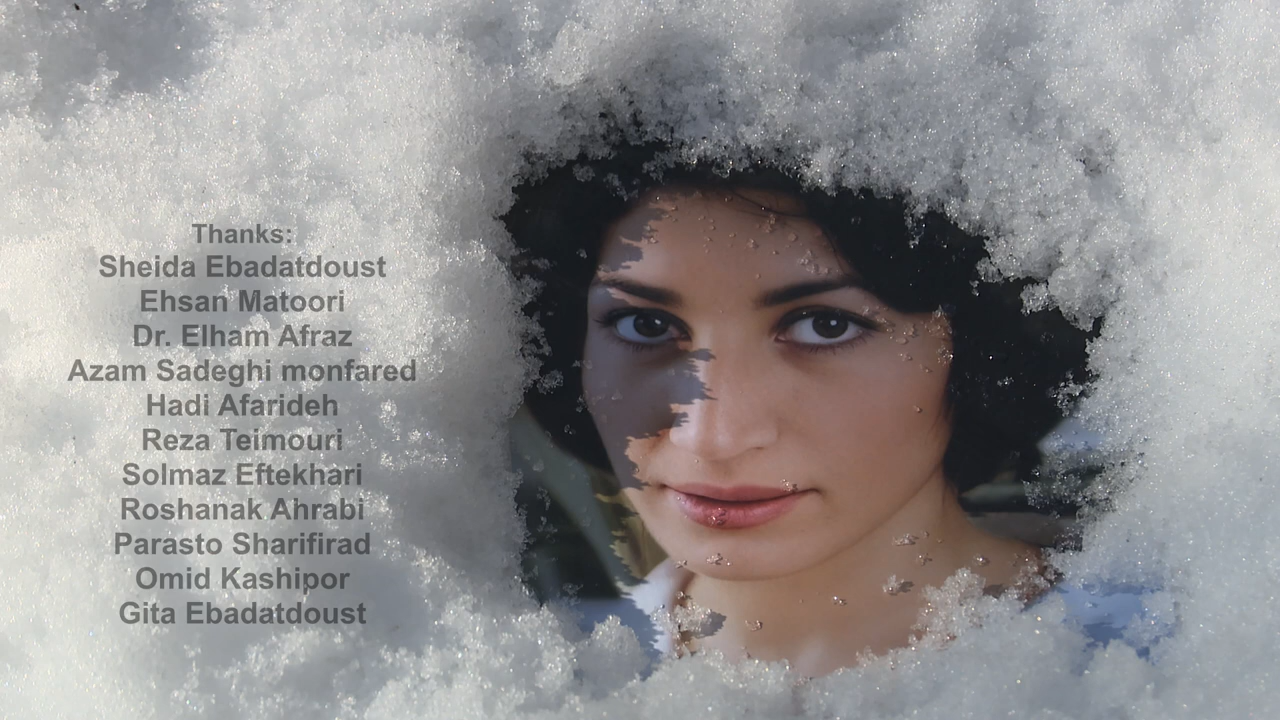 Thanks:
Sheida Ebadatdoust
Ehsan Matoori
Dr. Elham Afraz
Azam Sadeghi monfared
Hadi Afarideh
Reza Teimouri
Solmaz Eftekhari
Roshanak Ahrabi
Parasto Sharifirad
Omid Kashipor
Gita Ebadatdoust